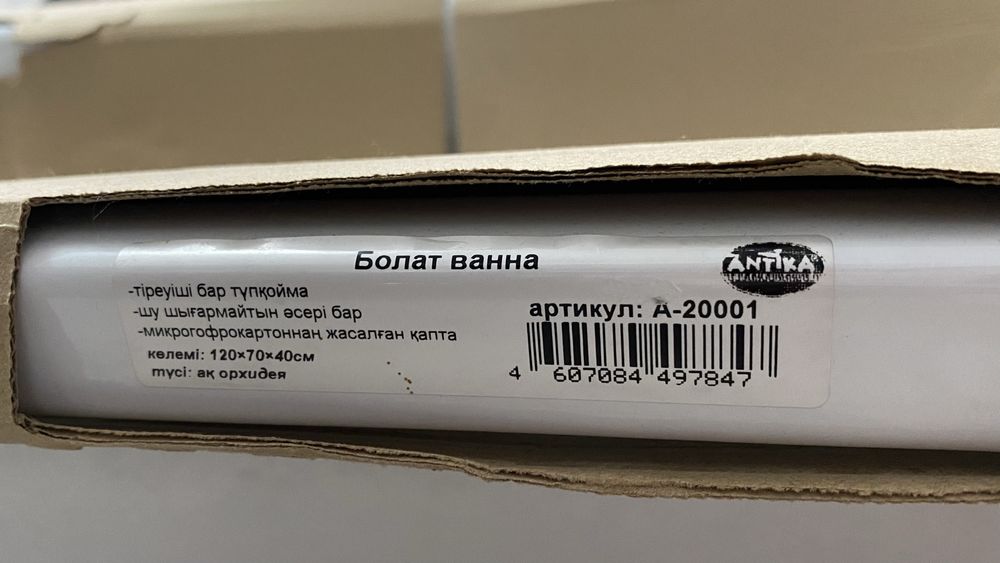 Болат ванна
ANTIKA
-тіреуіші бар түпқойма
-шу шығармайтын әсері бар
-микрогофрокартоннаң жасалған қапта
көлемі: 120×70×40см
түсі: ақ орхидея
артикул: А-20001
4 607084 497847